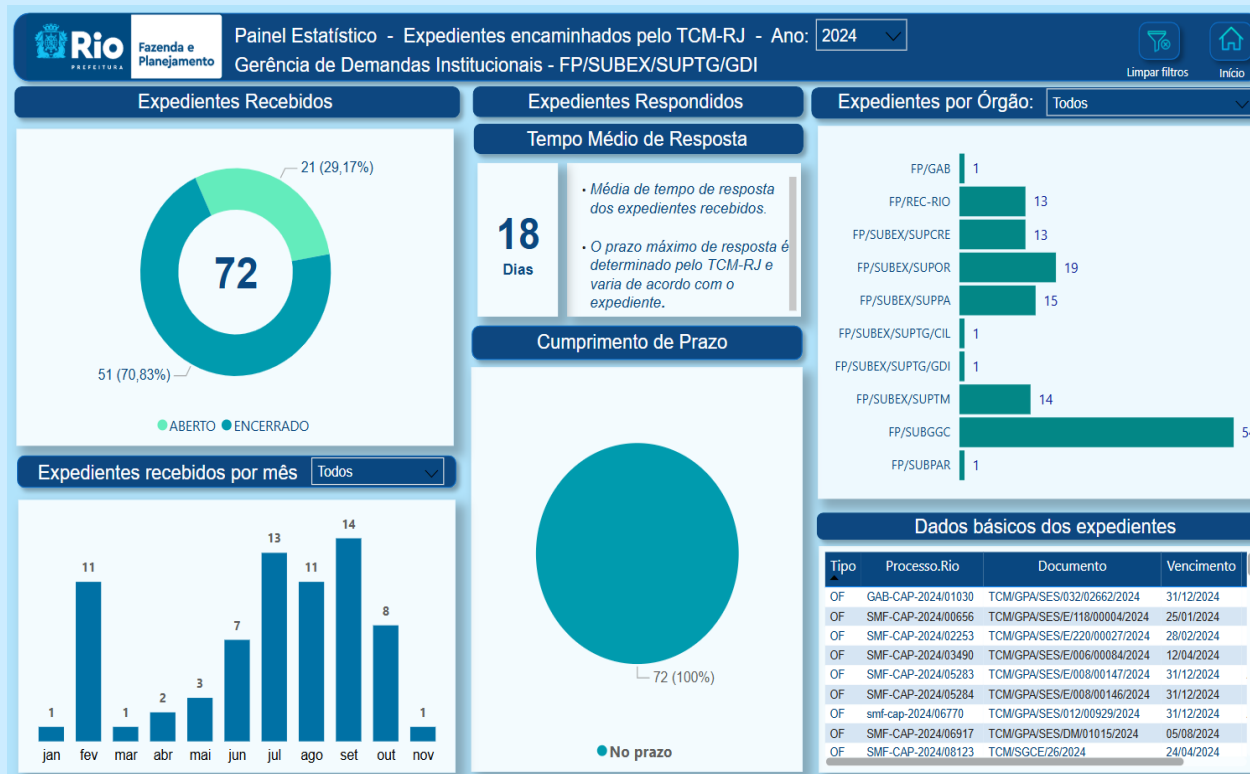 Rio
PREFEITURA
Fazenda e
Planejamento
Painel Estatístico - Expedientes encaminhados pelo TCM-RJ - Ano: 2024
Gerência de Demandas Institucionais - FP/SUBEX/SUPTG/GDI
Limpar filtros
Início
Expedientes Recebidos
21 (29,17%)
72
51 (70,83%)
ABERTO ENCERRADO
Expedientes recebidos por mês Todos
1
11
1
2
3
7
13
11
14
8
1
jan fev mar abr mai jun jul ago set out nov
Expedientes Respondidos
Tempo Médio de Resposta
18
Dias
• Média de tempo de resposta
dos expedientes recebidos.
• O prazo máximo de resposta é
determinado pelo TCM-RJ e
varia de acordo com o
expediente.
Cumprimento de Prazo
72 (100%)
No prazo
Expedientes por Órgão: Todos
FP/GAB 1
FP/REC-RIO 13
FP/SUBEX/SUPCRE 13
FP/SUBEX/SUPOR 19
FP/SUBEX/SUPPA 15
FP/SUBEX/SUPTG/CIL 1
FP/SUBEX/SUPTG/GDI 1
FP/SUBEX/SUPTM 14
FP/SUBGGC 5
FP/SUBPAR 1
Dados básicos dos expedientes
Tipo Processo.Rio Documento Vencimento
OF GAB-CAP-2024/01030 TCM/GPA/SES/032/02662/2024 31/12/2024
OF SMF-CAP-2024/00656 TCM/GPA/SES/E/118/00004/2024 25/01/2024
OF SMF-CAP-2024/02253 TCM/GPA/SES/E/220/00027/2024 28/02/2024
OF SMF-CAP-2024/03490 TCM/GPA/SES/E/006/00084/2024 12/04/2024
OF SMF-CAP-2024/05283 TCM/GPA/SES/E/008/00147/2024 31/12/2024
OF SMF-CAP-2024/05284 TCM/GPA/SES/E/008/00146/2024 31/12/2024
OF smf-cap-2024/06770 TCM/GPA/SES/012/00929/2024 31/12/2024
OF SMF-CAP-2024/06917 TCM/GPA/SES/DM/01015/2024 05/08/2024
OF SMF-CAP-2024/08123 TCM/SGCE/26/2024 24/04/2024